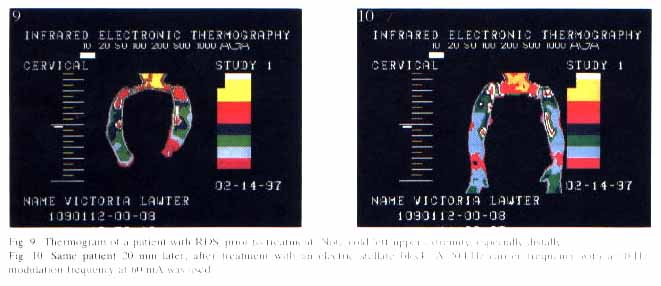 9
INFRARED ELECTRONIC THERMOGRAPHY
10 20 50 100 200 500 1000 AGA
CERVICAL STUDY 1
02-14-97
NAME VICTORIA LAWTER
1090112-00-08
10
INFRARED ELECTRONIC THERMOGRAPHY
10 20 50 100 200 500 1000 AGA
CERVICAL STUDY 1
02-14-97
NAME VICTORIA LAWTER
1090112-00-08
Fig. 9. Thermogram of a patient with RDS, prior to treatment. Note cold left upper extremity, especially distally.
Fig. 10. Same patient 20 min later, after treatment with an electric stellate block. A carrier frequency with a
modulation frequency at 60 mA was used.